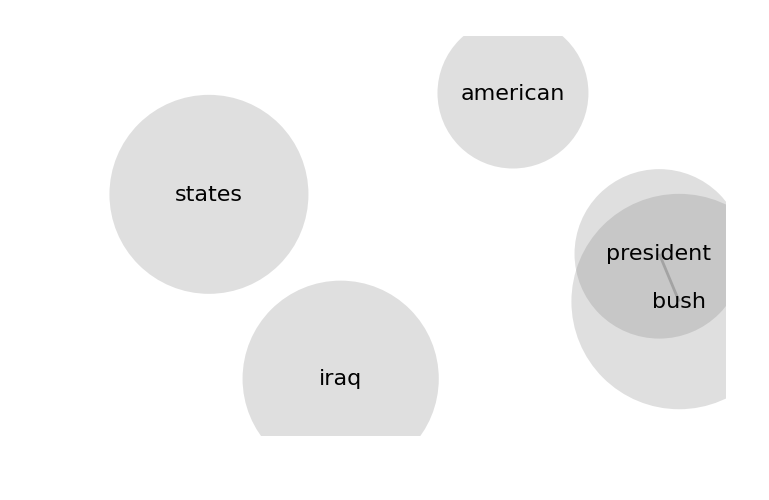 american
states
president
bush
iraq